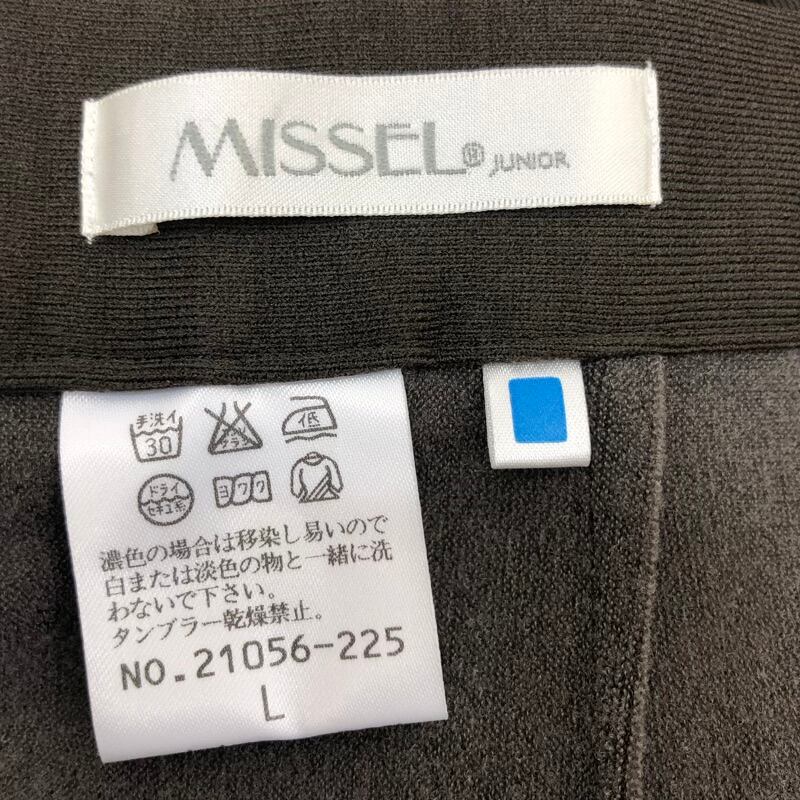 MISSEL® JUNIOR
手洗イ
30
低
ドライ
セキユ系
ヨワク
濃色の場合は移染し易いので
白または淡色の物と一緒に洗
わないで下さい。
タンブラー乾燥禁止。
NO.21056-225
L